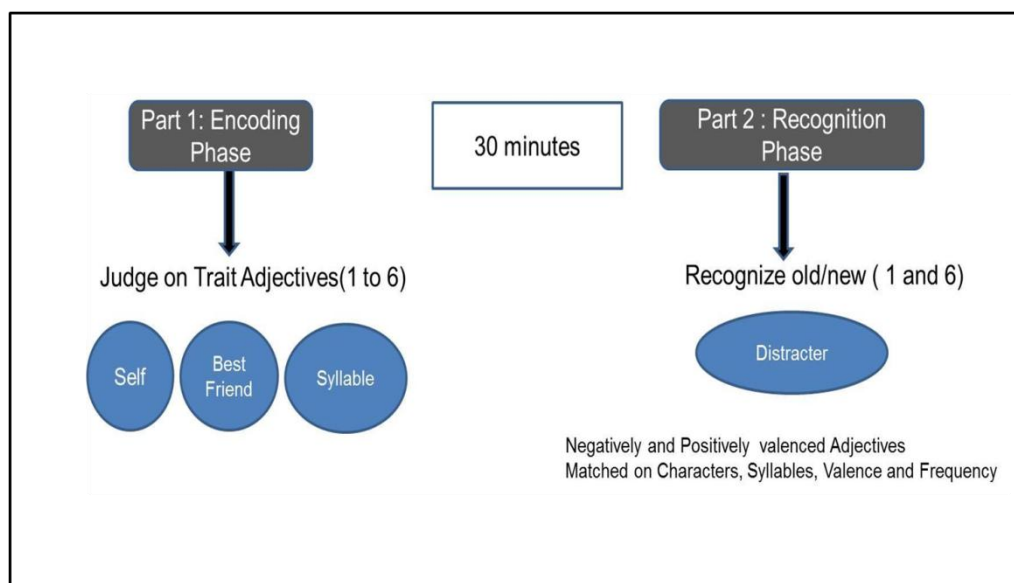 Part 1: Encoding
Phase
30 minutes
Part 2 : Recognition
Phase
Judge on Trait Adjectives(1 to 6)
Recognize old/new ( 1 and 6)
Self
Best
Friend
Syllable
Distracter
Negatively and Positively valenced Adjectives
Matched on Characters, Syllables, Valence and Frequency